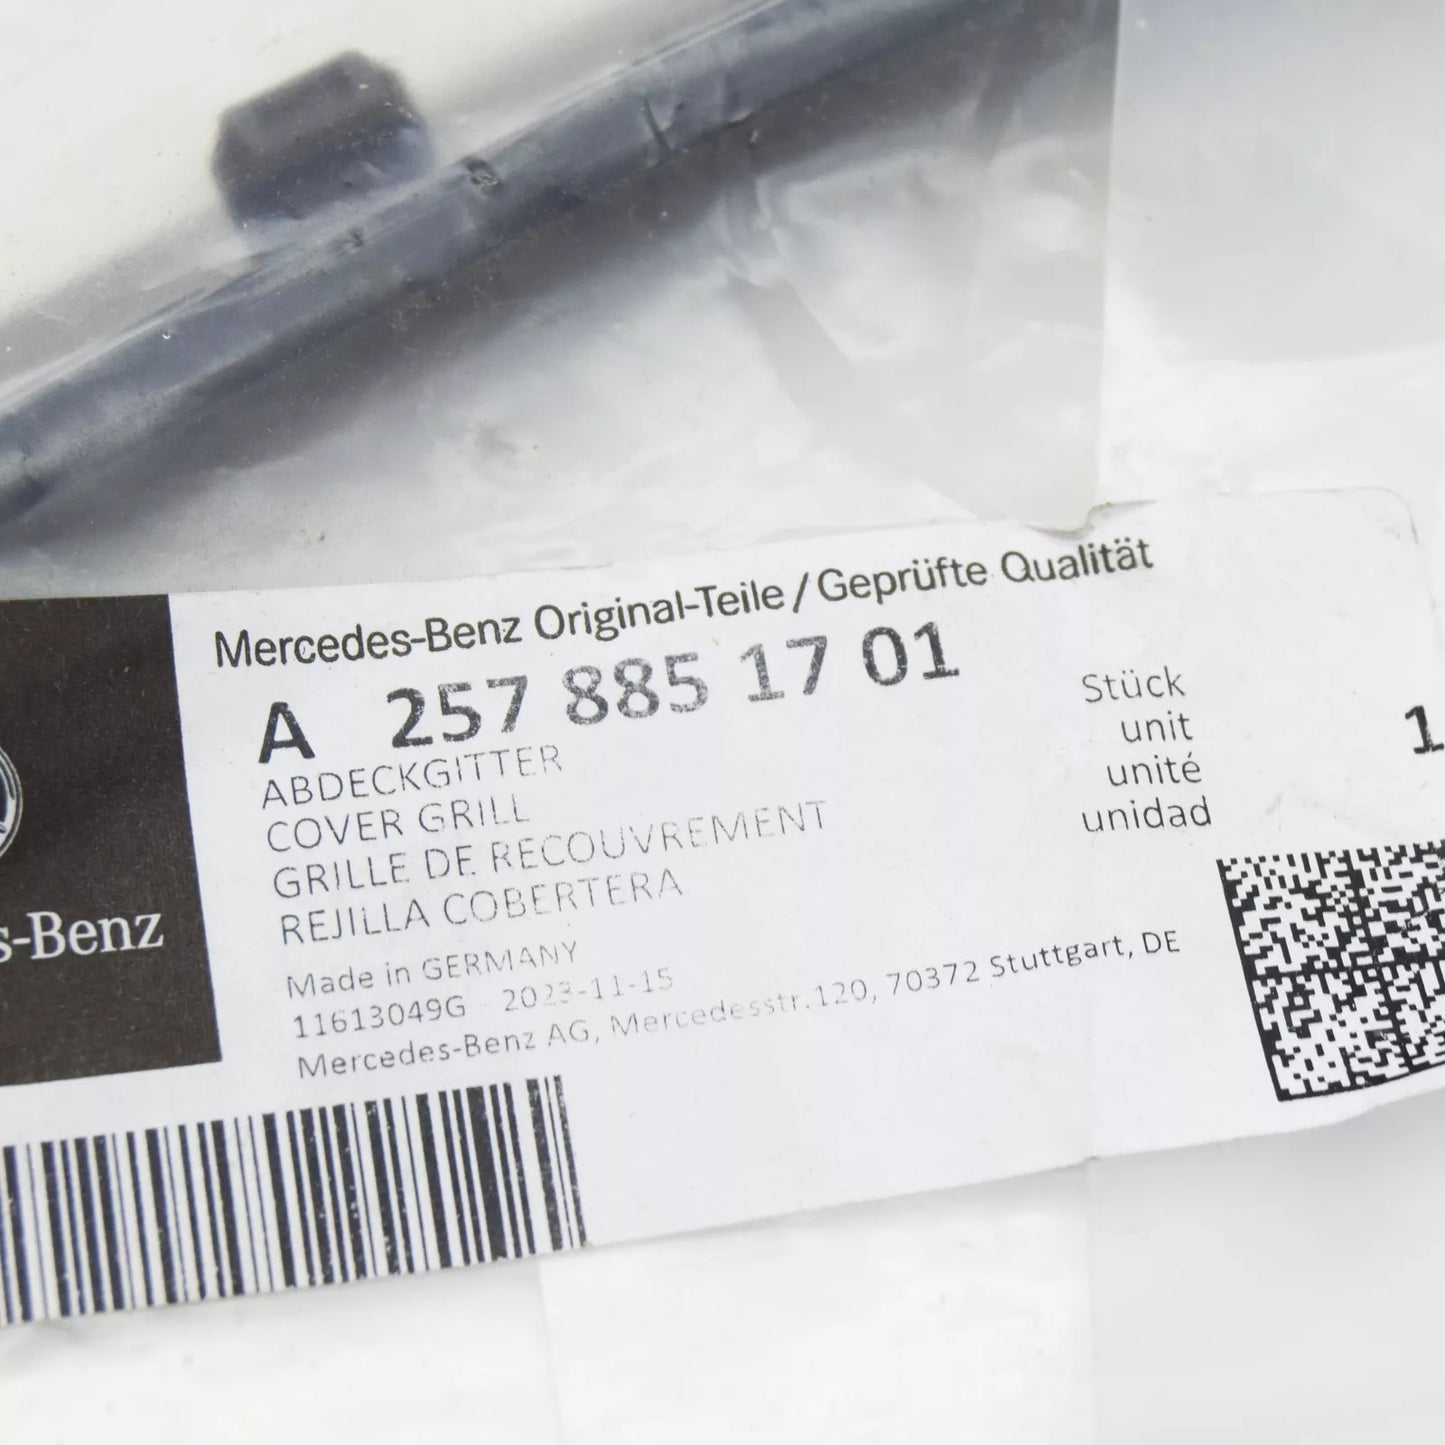 Mercedes-Benz Original-Teile / Geprüfte Qualität
A 257 885 17 01
ABDECKGITTER
COVER GRILL
GRILLE DE RECOUVREMENT
REJILLA COBERTERA
Made in GERMANY
11613049G 2023-11-15
Mercedes-Benz AG, Mercedesstr.120, 70372 Stuttgart, DE
Stück
unit
unité
unidad
1
s-Benz